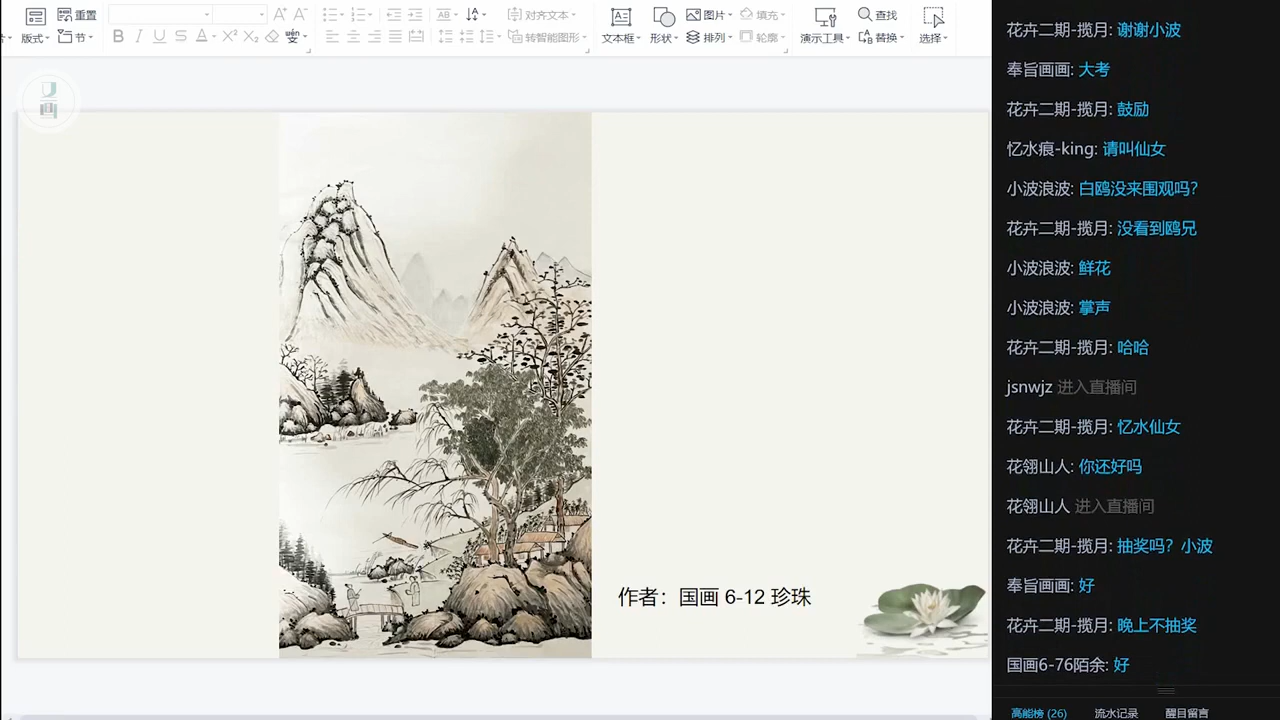 重置
对齐文本
图片
填充
查找
版式
节
B I U S A X² X₂
转智能图形
文本框
形状
排列
轮廓
演示工具
替换
选择
作者：国画 6-12 珍珠
花卉二期-揽月: 谢谢小波
奉旨画画: 大考
花卉二期-揽月: 鼓励
忆水痕-king: 请叫仙女
小波浪波: 白鸥没来围观吗?
花卉二期-揽月: 没看到鸥兄
小波浪波: 鲜花
小波浪波: 掌声
花卉二期-揽月: 哈哈
jsnwjz 进入直播间
花卉二期-揽月: 忆水仙女
花翎山人: 你还好吗
花翎山人 进入直播间
花卉二期-揽月: 抽奖吗？小波
奉旨画画: 好
花卉二期-揽月: 晚上不抽奖
国画6-76陌余: 好
高能榜 (26) 流水记录 醒目留言